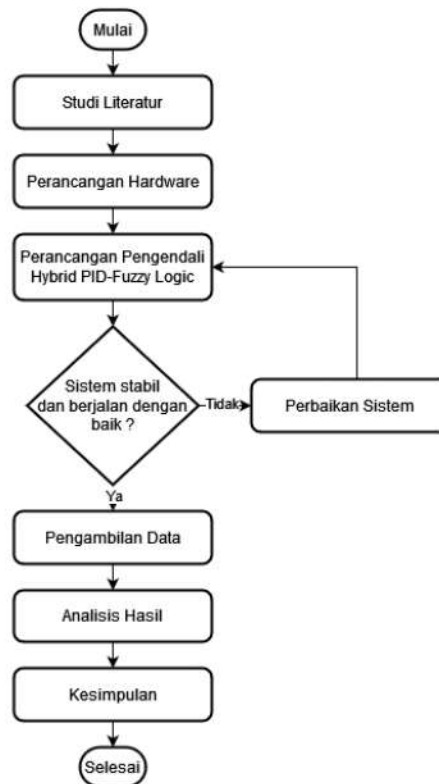 Mulai
Studi Literatur
Perancangan Hardware
Perancangan Pengendali
Hybrid PID-Fuzzy Logic
Sistem stabil
dan berjalan dengan
baik ?
Tidak
Perbaikan Sistem
Ya
Pengambilan Data
Analisis Hasil
Kesimpulan
Selesai